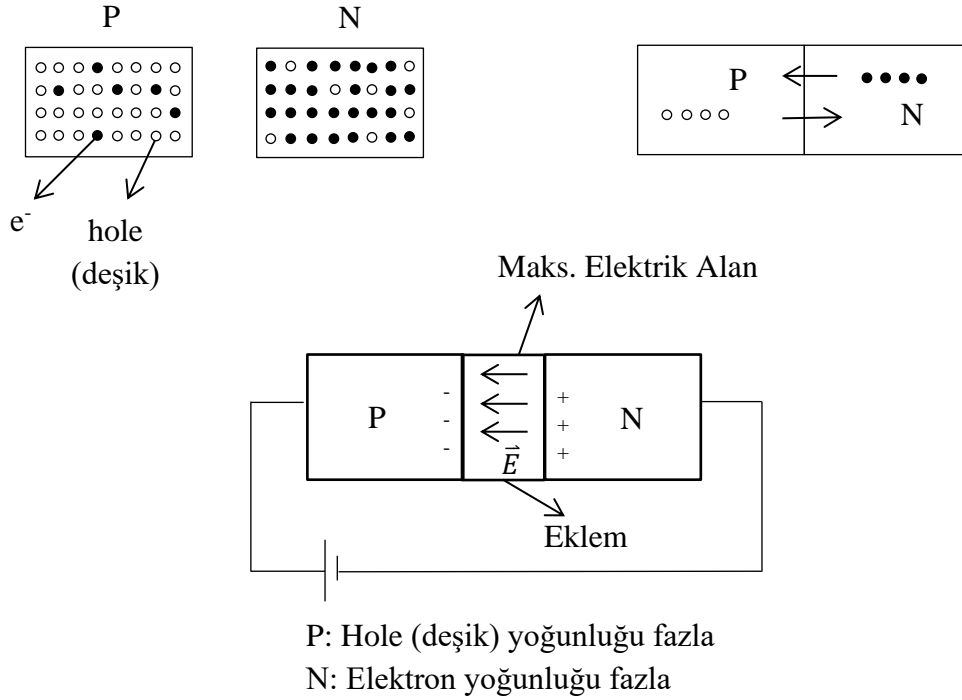 P
N
P
N
e-
hole
(deşik)
Maks. Elektrik Alan
P
-
-
-
+
+
+
N
E⃗
Eklem
P: Hole (deşik) yoğunluğu fazla
N: Elektron yoğunluğu fazla